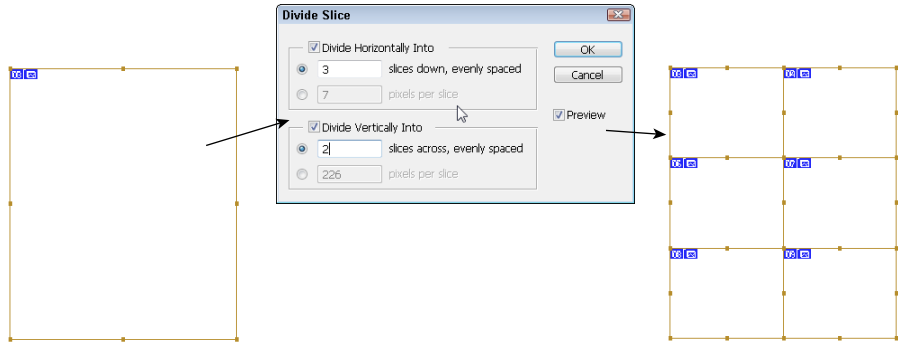 Divide Slice
Divide Horizontally Into
3 slices down, evenly spaced
7 pixels per slice
Divide Vertically Into
2 slices across, evenly spaced
226 pixels per slice
OK
Cancel
Preview
07